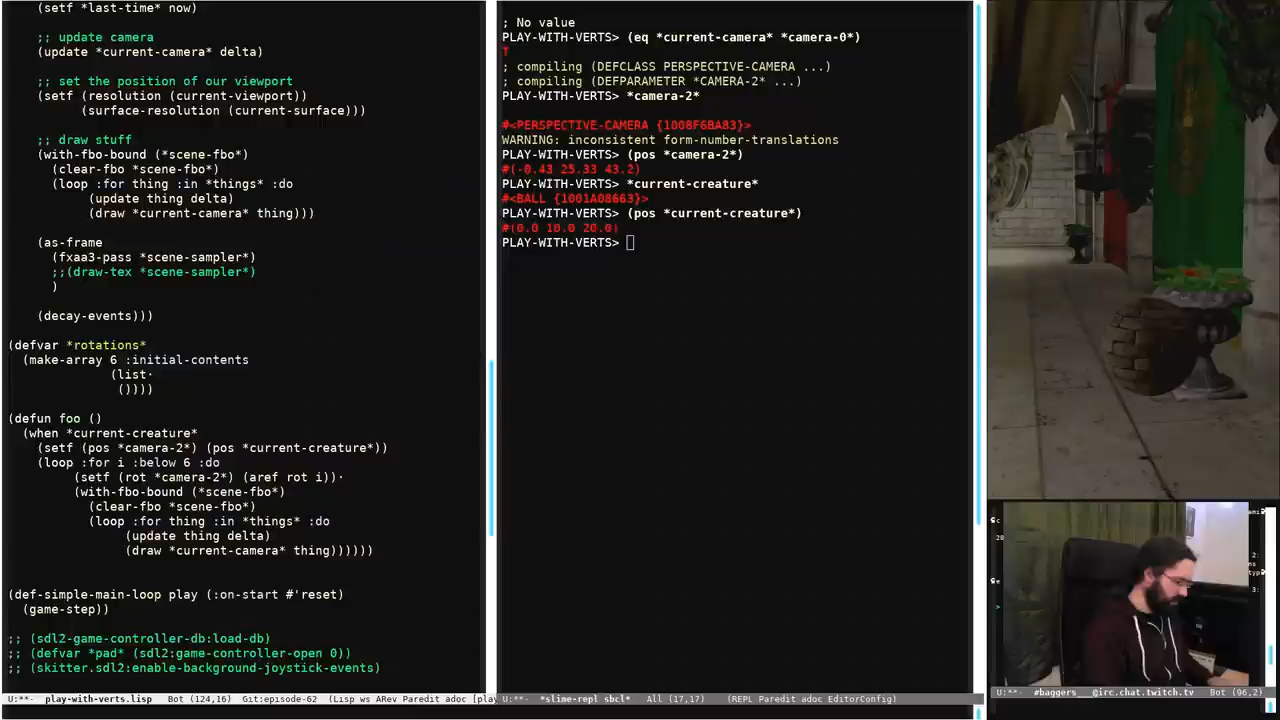 (setf *last-time* now)
;; update camera
(update *current-camera* delta)
;; set the position of our viewport
(setf (resolution (current-viewport))
(surface-resolution (current-surface)))
;; draw stuff
(with-fbo-bound (*scene-fbo*)
(clear-fbo *scene-fbo*)
(loop :for thing :in *things* :do
(update thing delta)
(draw *current-camera* thing)))
(as-frame
(fxaa3-pass *scene-sampler*)
;;(draw-tex *scene-sampler*)
)
(decay-events)))
(defvar *rotations*
(make-array 6 :initial-contents
(list·
())))
(defun foo ()
(when *current-creature*
(setf (pos *camera-2*) (pos *current-creature*))
(loop :for i :below 6 :do
(setf (rot *camera-2*) (aref rot i))·
(with-fbo-bound (*scene-fbo*)
(clear-fbo *scene-fbo*)
(loop :for thing :in *things* :do
(update thing delta)
(draw *current-camera* thing))))))
(def-simple-main-loop play (:on-start #'reset)
(game-step))
;; (sdl2-game-controller-db:load-db)
;; (defvar *pad* (sdl2:game-controller-open 0))
;; (skitter.sdl2:enable-background-joystick-events)
U:**-  play-with-verts.lisp   Bot (124,16)  Git:episode-62  (Lisp ws ARev Paredit adoc [pla
; No value
PLAY-WITH-VERTS> (eq *current-camera* *camera-0*)
T
; compiling (DEFCLASS PERSPECTIVE-CAMERA ...)
; compiling (DEFPARAMETER *CAMERA-2* ...)
PLAY-WITH-VERTS> *camera-2*
#<PERSPECTIVE-CAMERA {1008F6BA83}>
WARNING: inconsistent form-number-translations
PLAY-WITH-VERTS> (pos *camera-2*)
#(-0.43 25.33 43.2)
PLAY-WITH-VERTS> *current-creature*
#<BALL {1001A08663}>
PLAY-WITH-VERTS> (pos *current-creature*)
#(0.0 10.0 20.0)
PLAY-WITH-VERTS>
U:**-  *slime-repl sbcl*   All (17,17)   (REPL Paredit adoc EditorConfig)
U:**-  #baggers  _@irc.chat.twitch.tv   Bot (96,2)